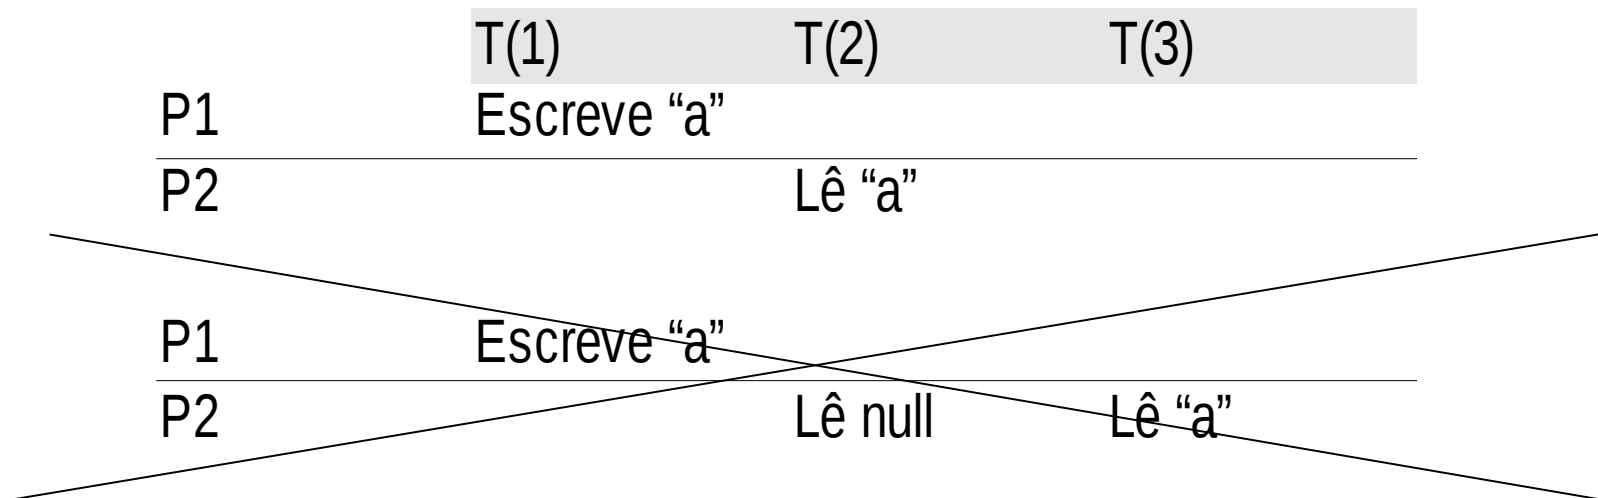 T(1) T(2) T(3)
P1 Escreve “a”
P2 Lê “a”
P1 Escreve “a”
P2 Lê null Lê “a”